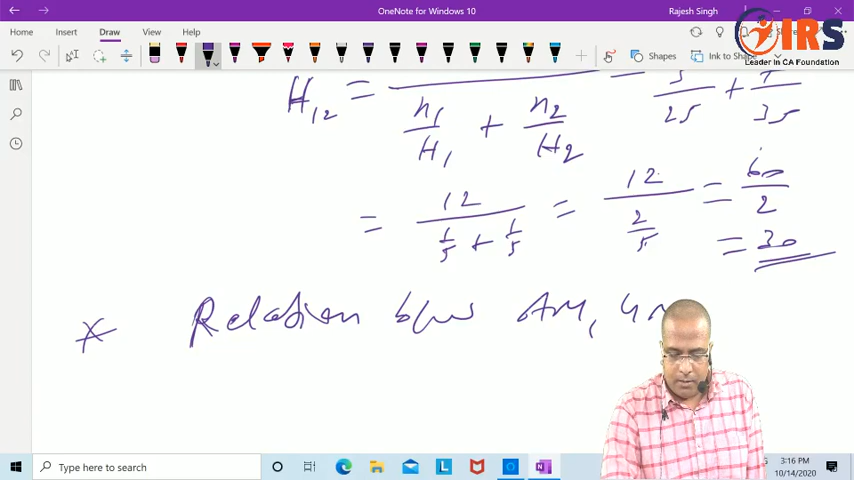 OneNote for Windows 10
Rajesh Singh
Home Insert Draw View Help
Shapes
Ink to Shape
IRS
Leader In CA Foundation
H12 = n1/H1 + n2/H2 = /25 + 7/35
= 12 / (1/5 + 1/5) = 12 / (2/5) = 60/2
= 30
* Relation b/w AM, GM
Type here to search
3:16 PM
10/14/2020